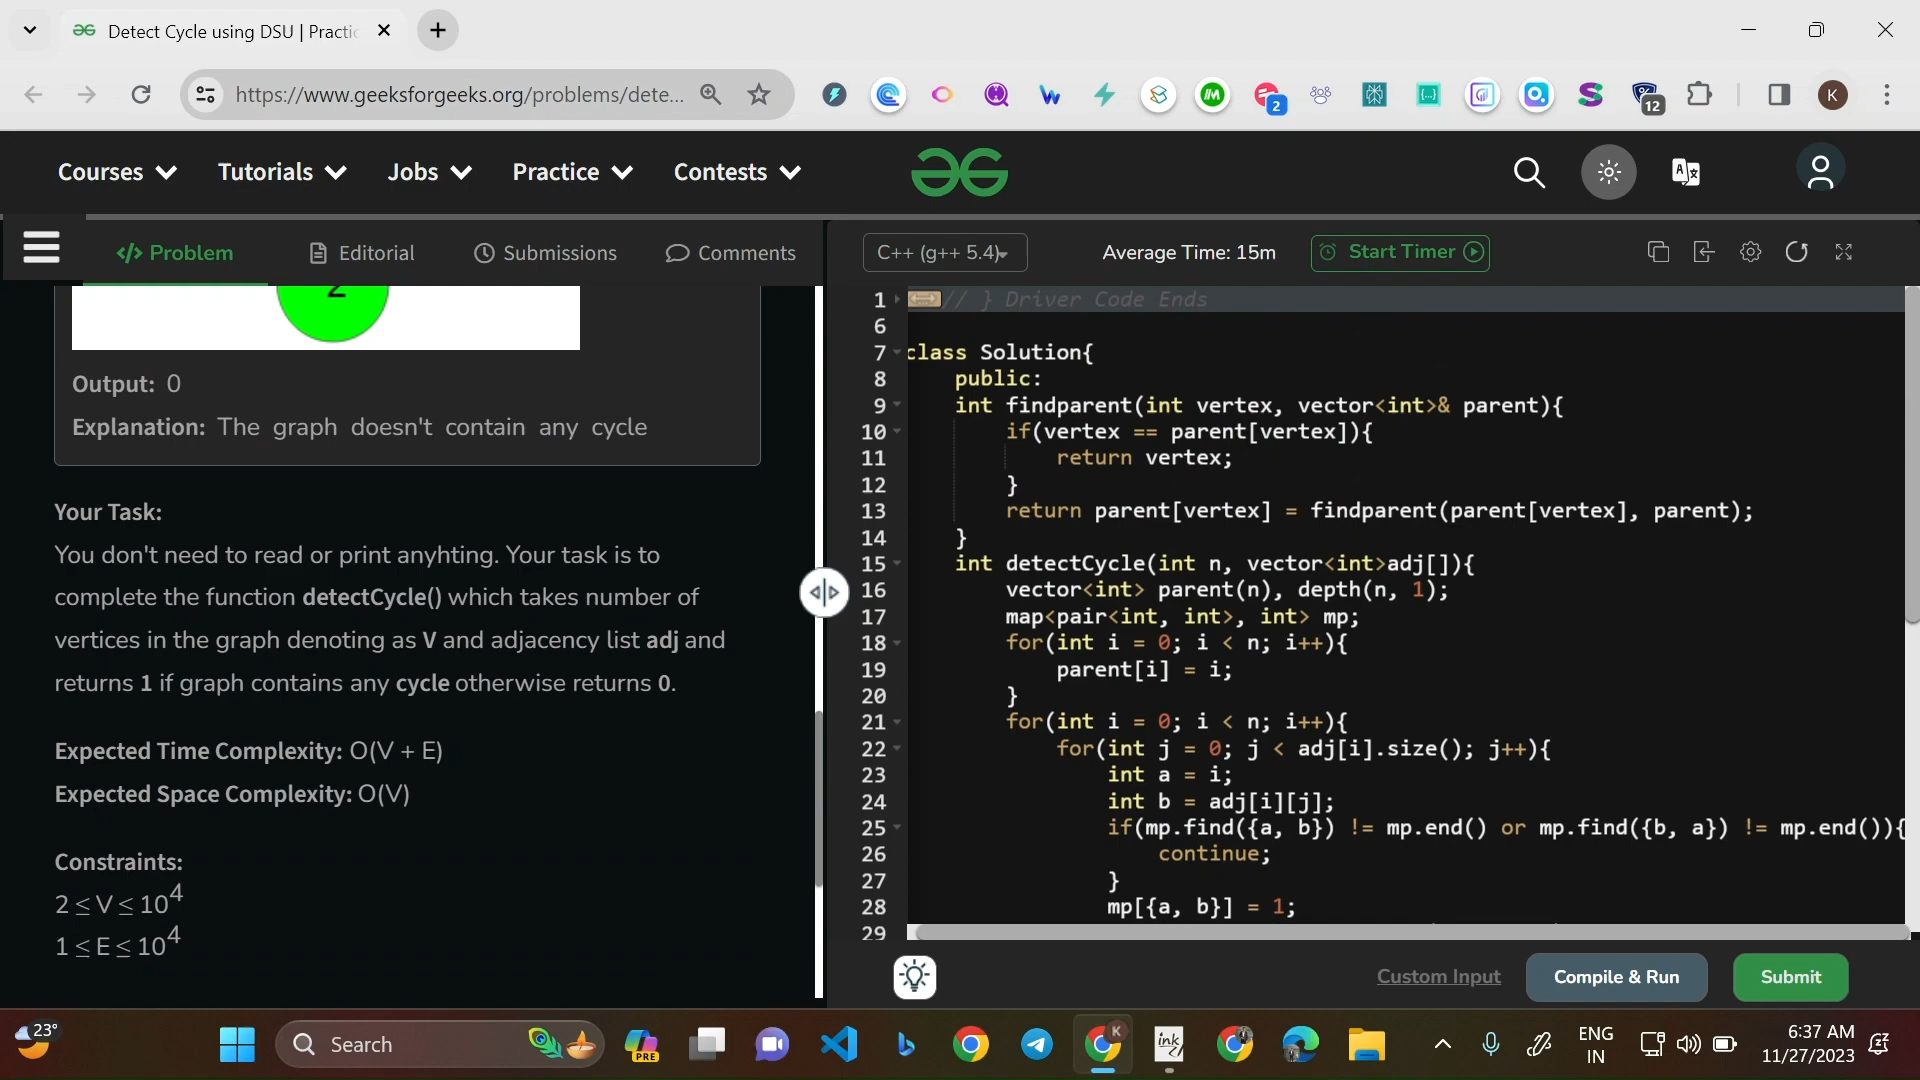 Detect Cycle using DSU | Practic
https://www.geeksforgeeks.org/problems/dete...
2
12
K
Courses
Tutorials
Jobs
Practice
Contests
Problem
Editorial
Submissions
Comments
C++ (g++ 5.4)
Average Time: 15m
Start Timer
2
Output: 0
Explanation: The graph doesn't contain any cycle
Your Task:
You don't need to read or print anyhting. Your task is to
complete the function detectCycle() which takes number of
vertices in the graph denoting as V and adjacency list adj and
returns 1 if graph contains any cycle otherwise returns 0.
Expected Time Complexity: O(V + E)
Expected Space Complexity: O(V)
Constraints:
2 ≤ V ≤ 10^4
1 ≤ E ≤ 10^4
1 // } Driver Code Ends
6
7 class Solution{
8 public:
9 int findparent(int vertex, vector<int>& parent){
10 if(vertex == parent[vertex]){
11 return vertex;
12 }
13 return parent[vertex] = findparent(parent[vertex], parent);
14 }
15 int detectCycle(int n, vector<int>adj[]){
16 vector<int> parent(n), depth(n, 1);
17 map<pair<int, int>, int> mp;
18 for(int i = 0; i < n; i++){
19 parent[i] = i;
20 }
21 for(int i = 0; i < n; i++){
22 for(int j = 0; j < adj[i].size(); j++){
23 int a = i;
24 int b = adj[i][j];
25 if(mp.find({a, b}) != mp.end() or mp.find({b, a}) != mp.end()){
26 continue;
27 }
28 mp[{a, b}] = 1;
29
Custom Input
Compile & Run
Submit
23°
Search
PRE
K
ink
ENG
IN
6:37 AM
11/27/2023